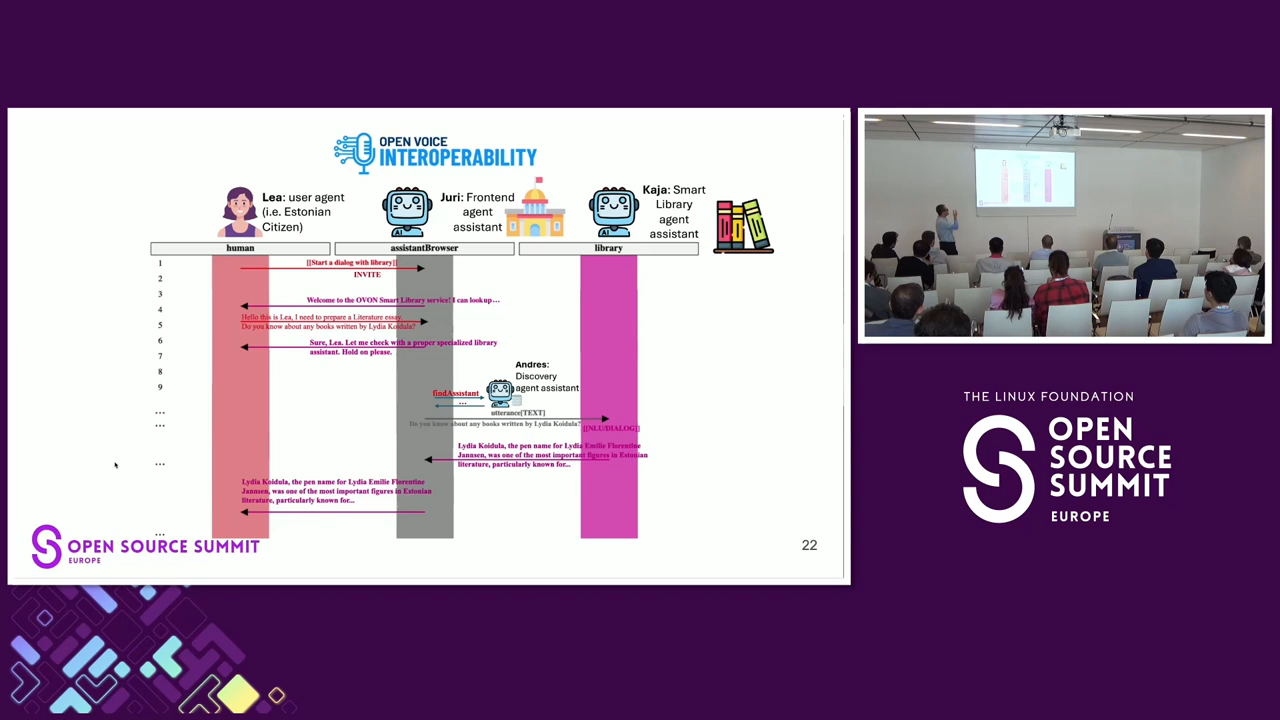 OPEN VOICE
INTEROPERABILITY
Lea: user agent
(i.e. Estonian
Citizen)
AI
Juri: Frontend
agent
assistant
AI
Kaja: Smart
Library
agent
assistant
human
assistantBrowser
library
1
[[Start a dialog with library]]
INVITE
2
3
Welcome to the OVON Smart Library service! I can lookup…
4
Hello this is Lea, I need to prepare a Literature essay.
5
Do you know about any books written by Lydia Koidula?
6
Sure, Lea. Let me check with a proper specialized library
assistant. Hold on please.
7
8
9
Andres:
Discovery
agent assistant
findAssistant
...
AI
...
utterance[TEXT]
...
Do you know about any books written by Lydia Koidula?
[[NLU/DIALOG]]
Lydia Koidula, the pen name for Lydia Emilie Florentine
Jannsen, was one of the most important figures in Estonian
literature, particularly known for...
...
Lydia Koidula, the pen name for Lydia Emilie Florentine
Jannsen, was one of the most important figures in Estonian
literature, particularly known for...
...
OPEN SOURCE SUMMIT
EUROPE
22
THE LINUX FOUNDATION
OPEN
SOURCE
SUMMIT
EUROPE